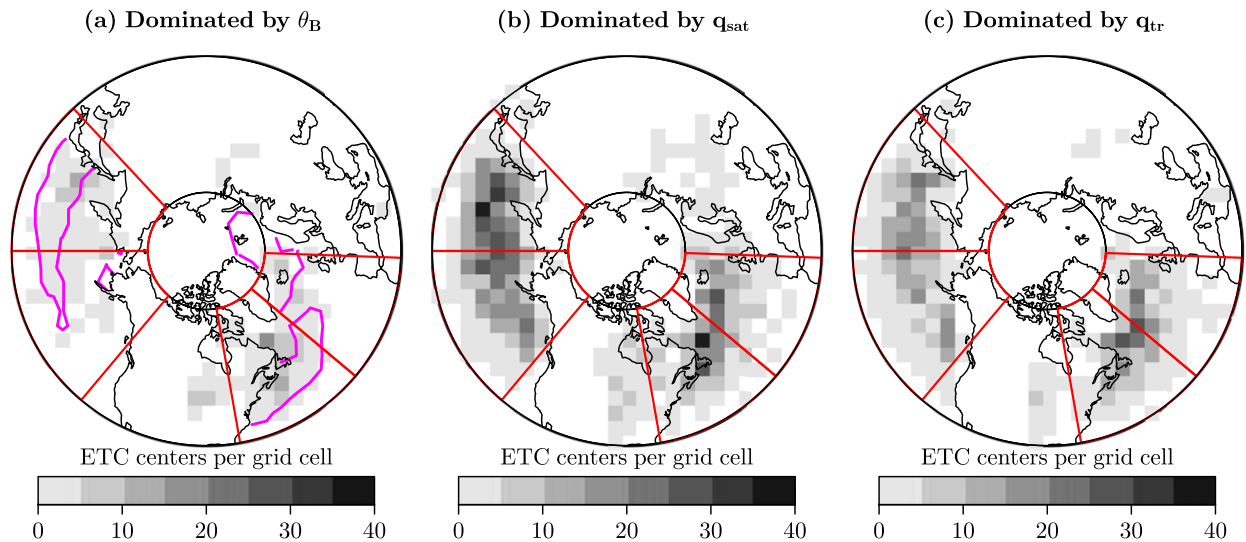 (a) Dominated by θB
(b) Dominated by qsat
(c) Dominated by qtr
ETC centers per grid cell
ETC centers per grid cell
ETC centers per grid cell
0 10 20 30 40
0 10 20 30 40
0 10 20 30 40